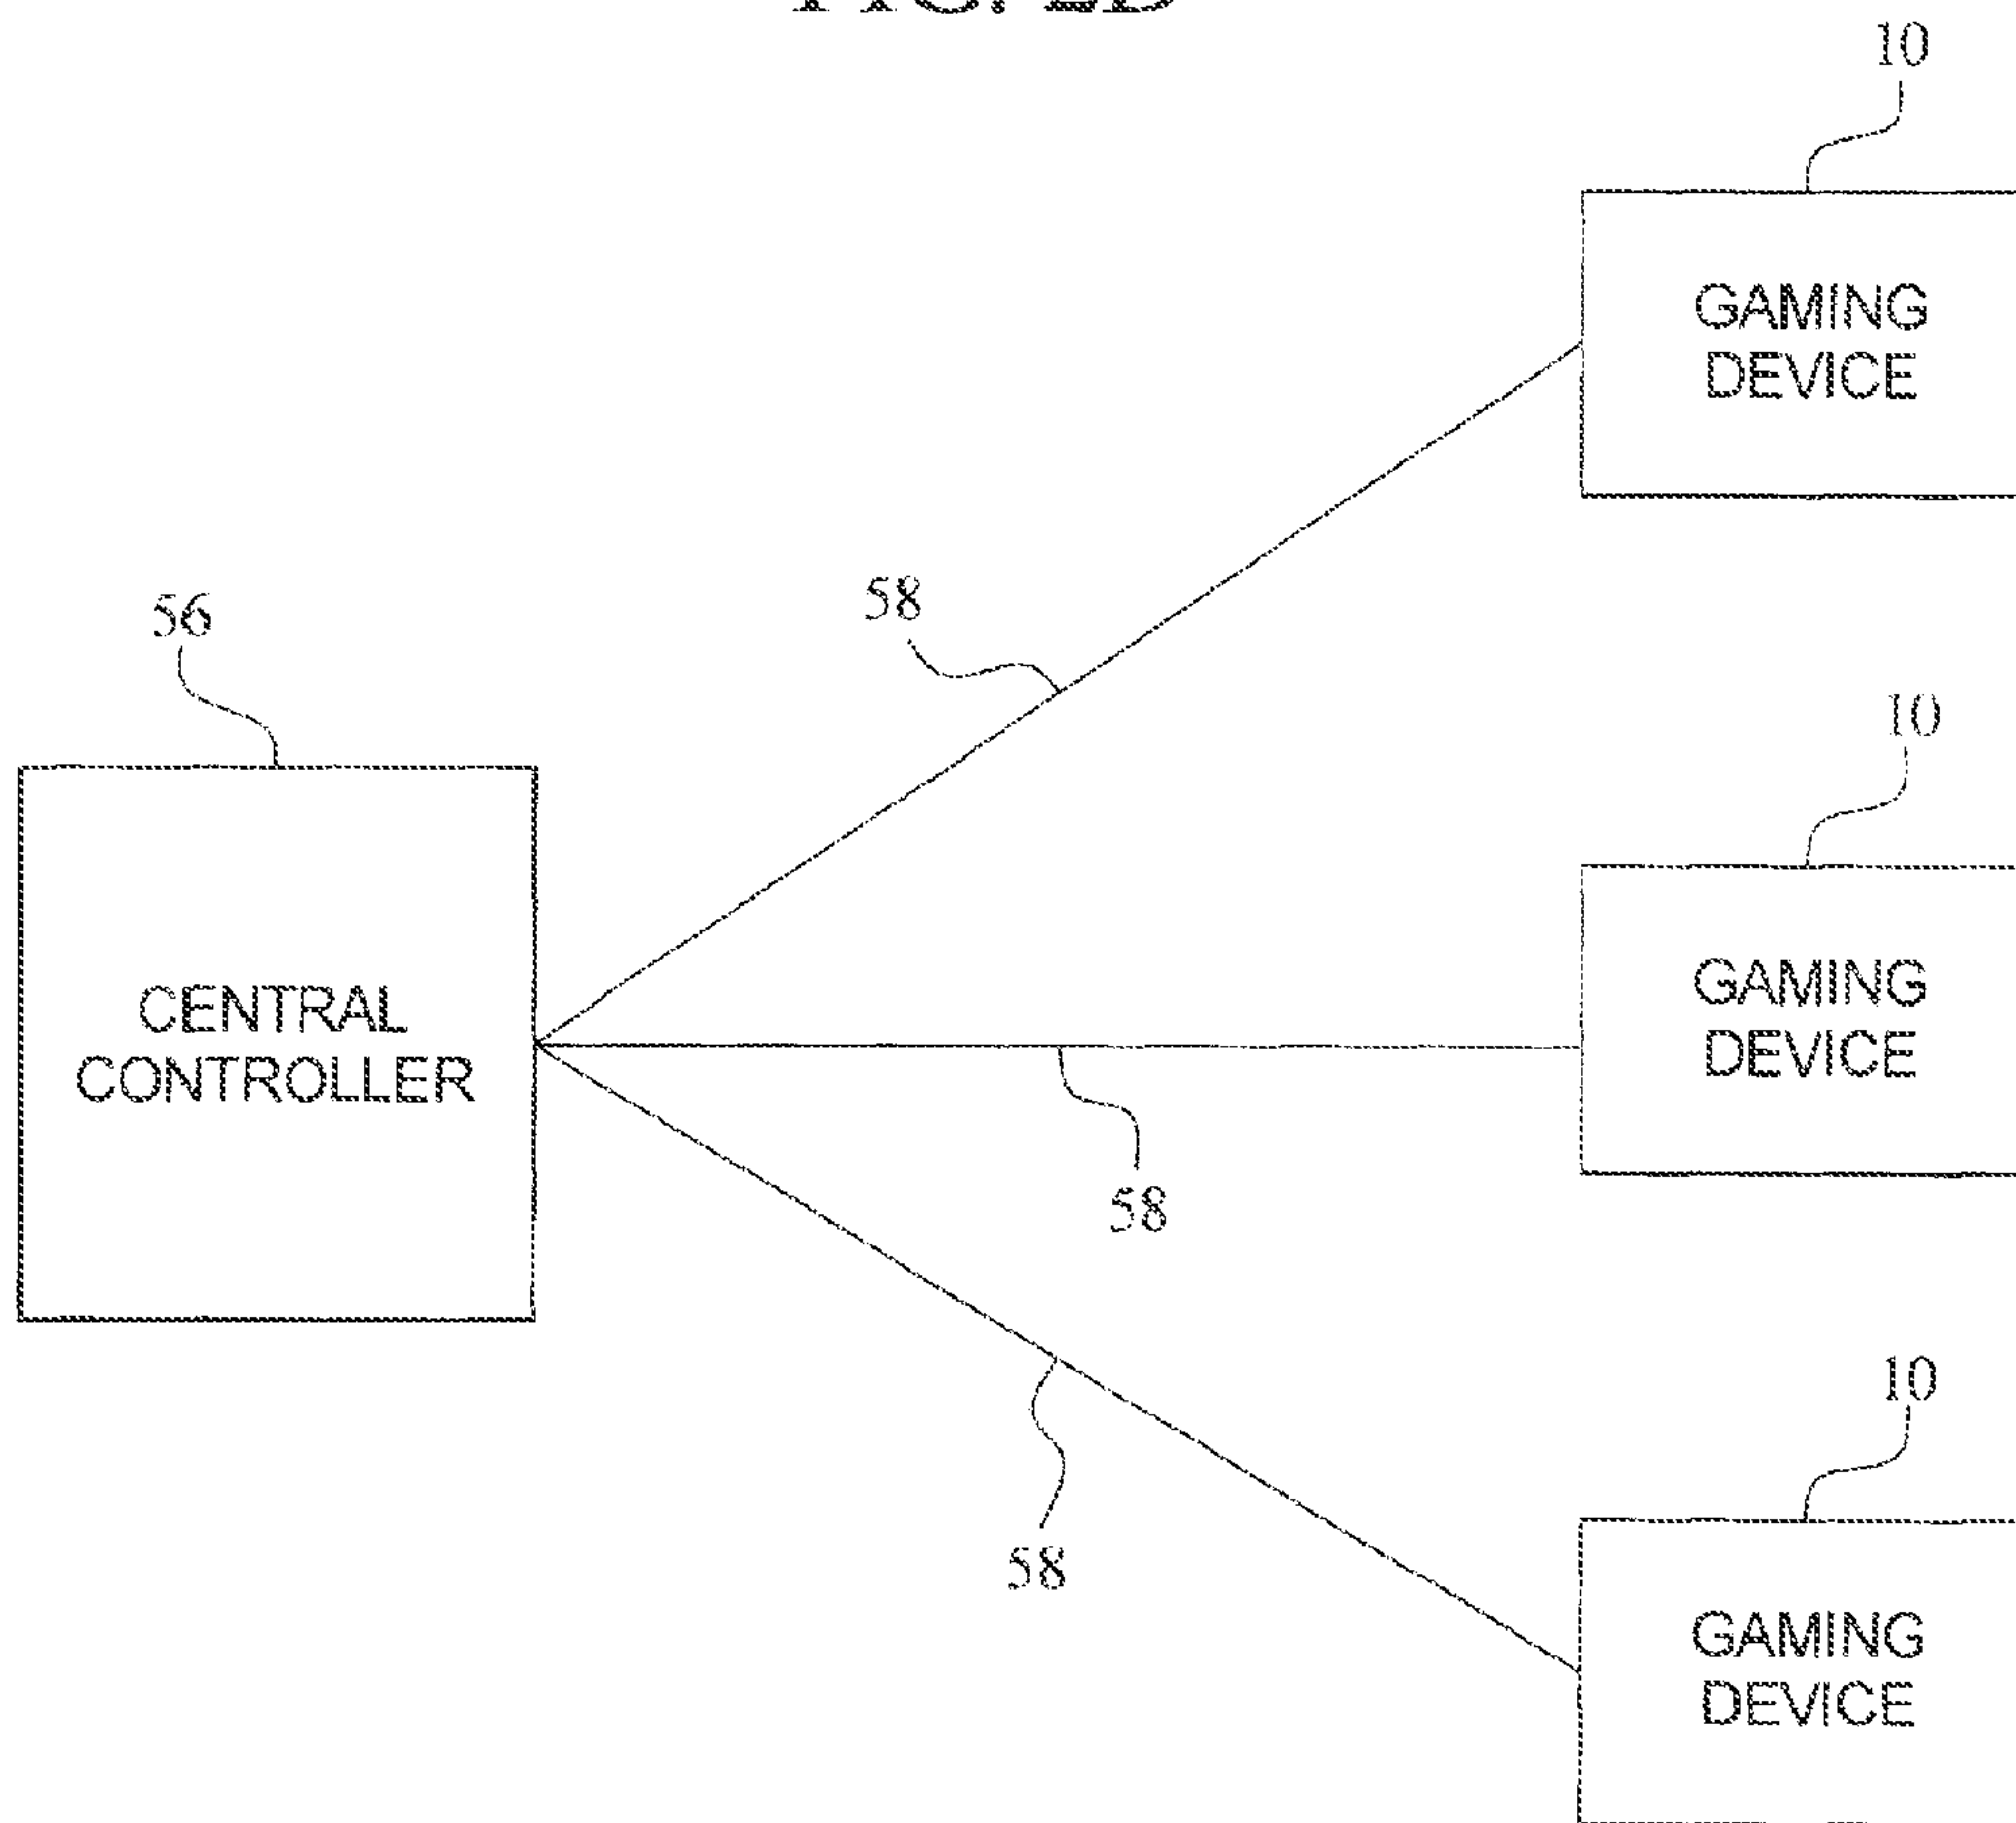 10
GAMING
DEVICE
58
56
10
CENTRAL
CONTROLLER
GAMING
DEVICE
58
10
58
GAMING
DEVICE